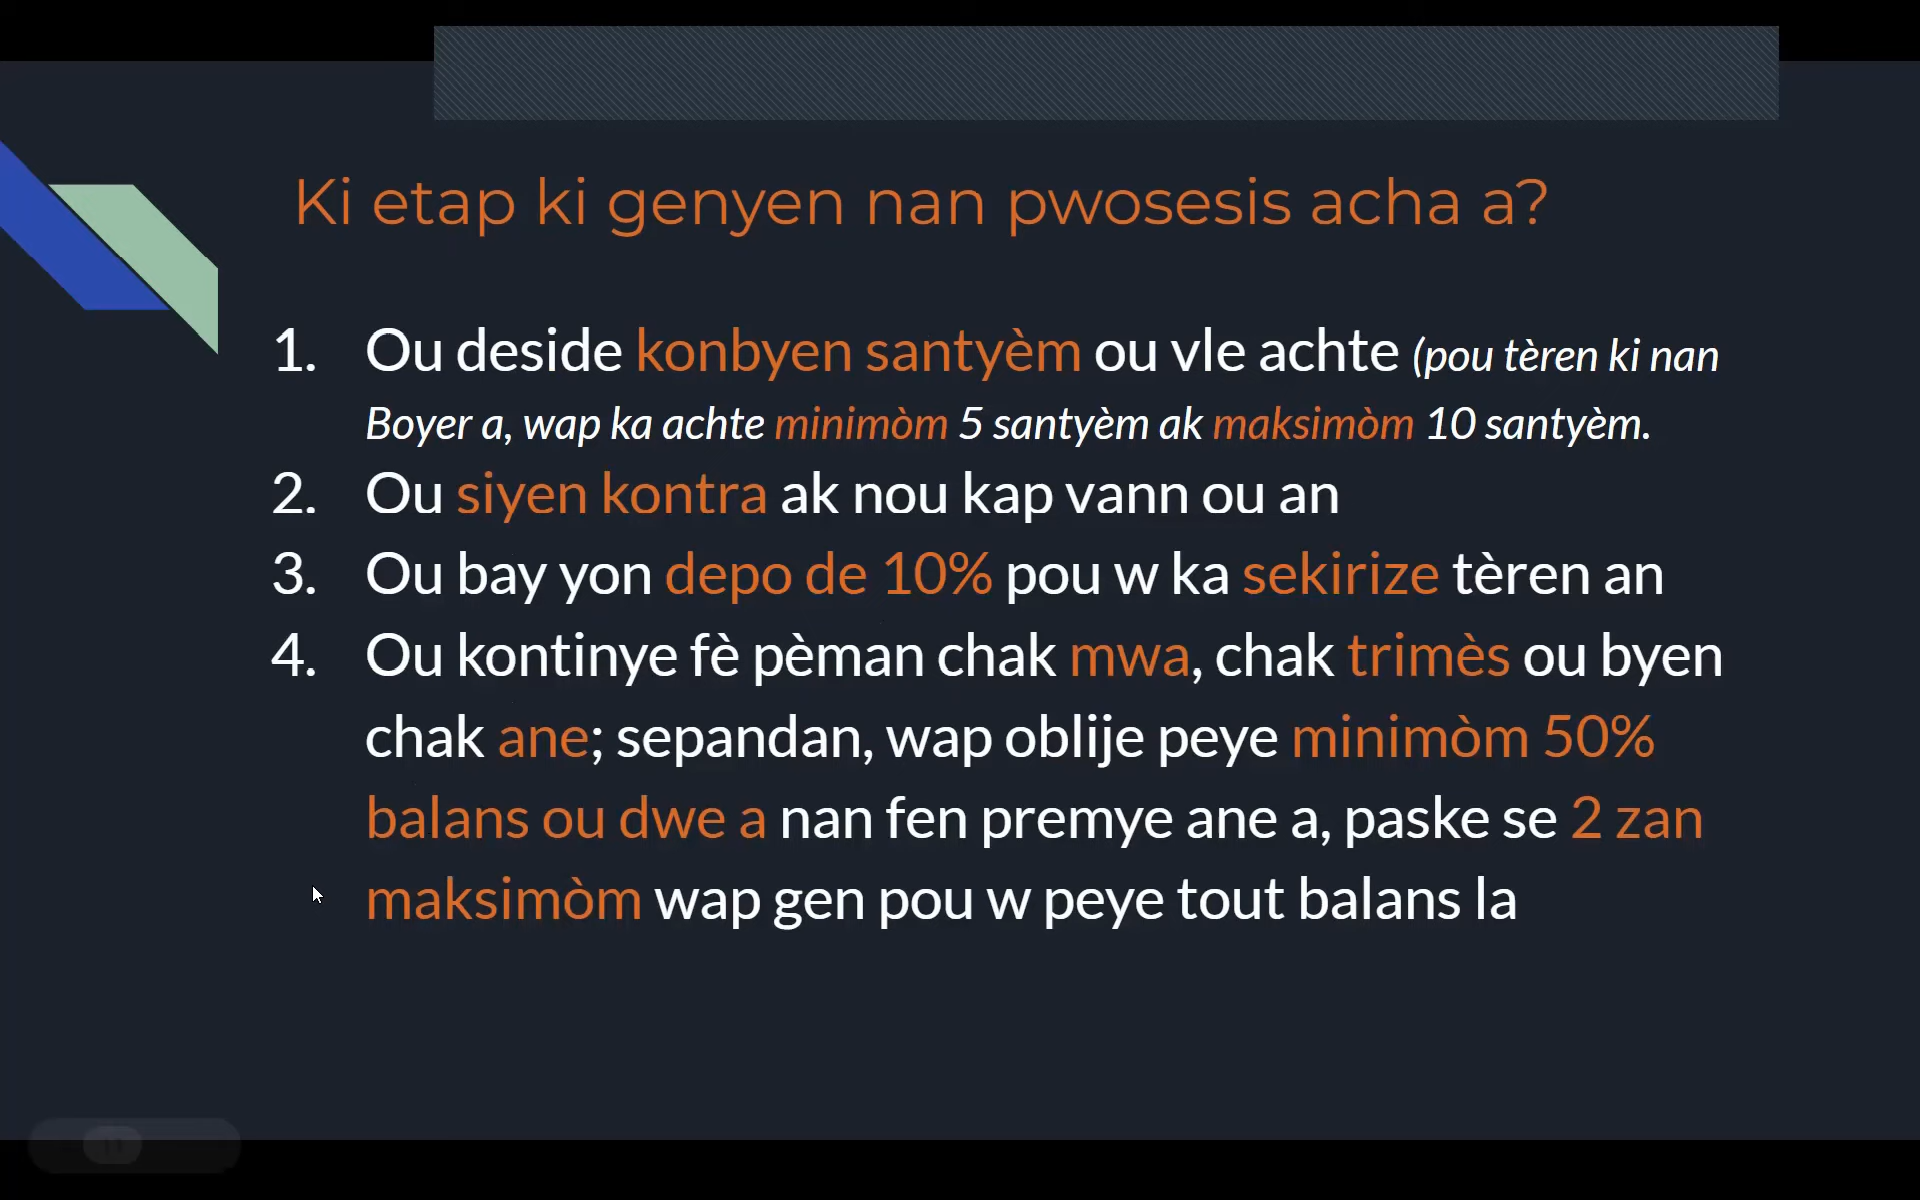 Ki etap ki genyen nan pwosesis acha a?
1. Ou deside konbyen santyèm ou vle achte (pou tèren ki nan
Boyer a, wap ka achte minimòm 5 santyèm ak maksimòm 10 santyèm.
2. Ou siyen kontra ak nou kap vann ou an
3. Ou bay yon depo de 10% pou w ka sekirize tèren an
4. Ou kontinye fè pèman chak mwa, chak trimès ou byen
chak ane; sepandan, wap oblije peye minimòm 50%
balans ou dwe a nan fen premye ane a, paske se 2 zan
maksimòm wap gen pou w peye tout balans la